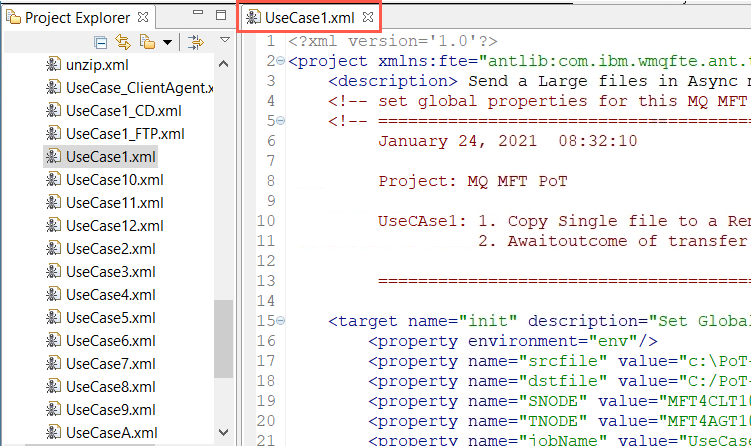 Project Explorer
unzip.xml
UseCase_ClientAgent.x
UseCase1_CD.xml
UseCase1_FTP.xml
UseCase1.xml
UseCase10.xml
UseCase11.xml
UseCase12.xml
UseCase2.xml
UseCase3.xml
UseCase4.xml
UseCase5.xml
UseCase6.xml
UseCase7.xml
UseCase8.xml
UseCase9.xml
UseCaseA.xml
UseCase1.xml
1 <?xml version='1.0'?>
2 <project xmlns:fte="antlib:com.ibm.wmqfte.ant.
3 <description> Send a Large files in Async
4 <!-- set global properties for this MQ MFT
5 <!-- =====================================
6 January 24, 2021  08:32:10
7
8 Project: MQ MFT PoT
9
10 UseCAse1: 1. Copy Single file to a Rem
11 2. Awaitoutcome of transfer
12
13 =====================================
14
15 <target name="init" description="Set Global
16 <property environment="env"/>
17 <property name="srcfile" value="c:\PoT-
18 <property name="dstfile" value="C:/PoT-
19 <property name="SNODE" value="MFT4CLT10
20 <property name="TNODE" value="MFT4AGT10
21 <property name="jobName" value="UseCase